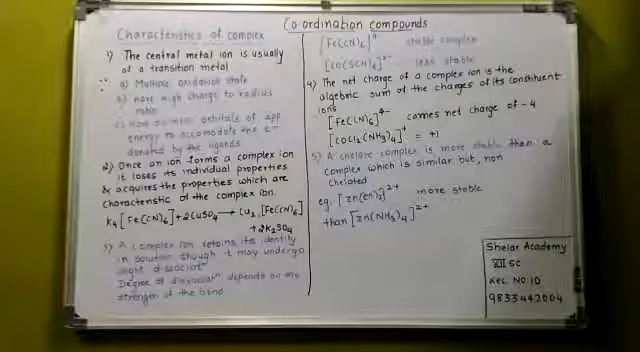 Co ordination compounds
Characteristics of complex
1) The central metal ion is usually
of a transition metal
∵ a) Multiple oxidation state
b) have high charge to radius
ratio
c) Have vacant orbitals of app
energy to accomodate the e⁻
donated by the ligands
2) Once an ion forms a complex ion
it loses its individual properties
& acquires the properties which are
characteristic of the complex ion.
K₄[Fe(CN)₆]+2CuSO₄→Cu₂[Fe(CN)₆]
+2K₂SO₄
3) A complex ion retains its identity
in solution though it may undergo
slight dissociatⁿ
Degree of dissociatⁿ depends on the
strength of the bond
[Fe(CN)₆]⁴⁻ stable complex
[Co(SCN)₄]²⁻ less stable
4) The net charge of a complex ion is the
algebric sum of the charges of its constituent
ions
[Fe(CN)₆]⁴⁻ carries net charge of -4
[COCl₂(NH₃)₄]⁺ = +1
5) A chelate complex is more stable than a
complex which is similar but, non
chelated
eg. [Zn(en)₂]²⁺ more stable
than [Zn(NH₃)₄]²⁺
Shelar Academy
XII SC
REC. NO. 10
9833442004